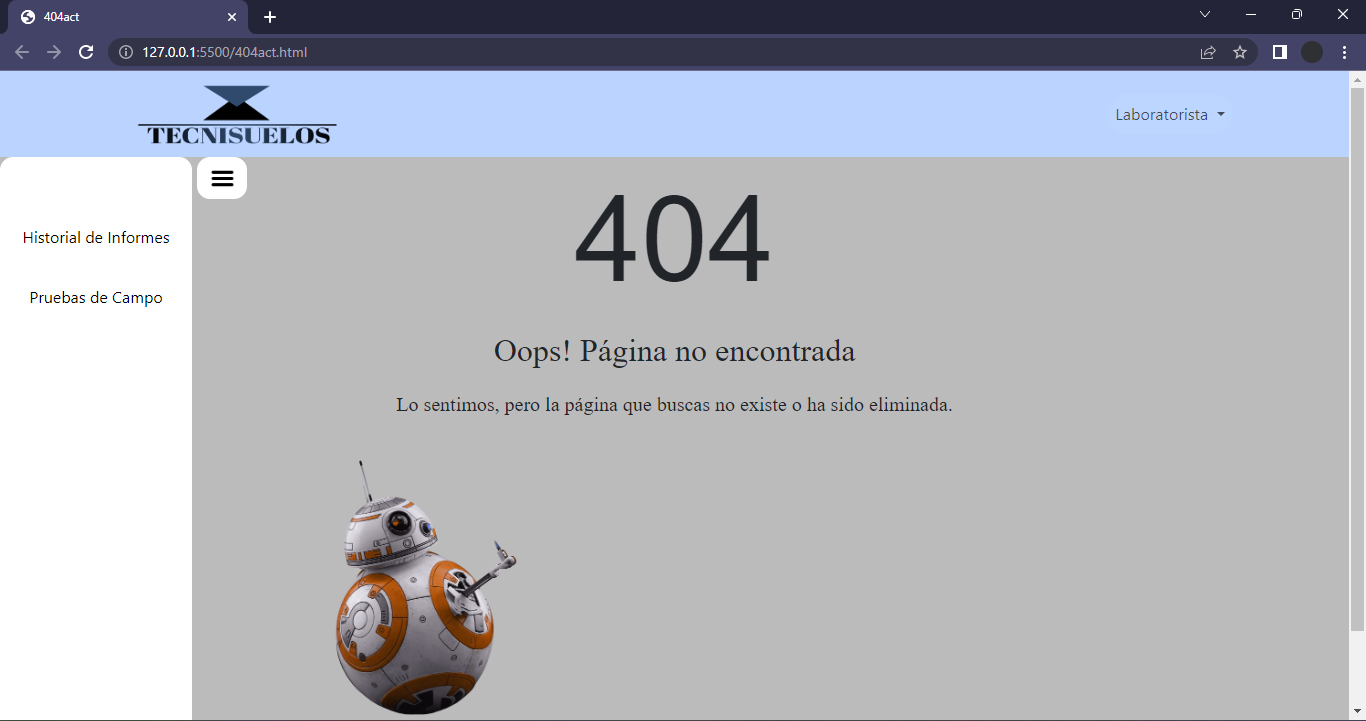 404act
127.0.0.1:5500/404act.html
TECNISUELOS
Laboratorista
Historial de Informes
Pruebas de Campo
404
Oops! Página no encontrada
Lo sentimos, pero la página que buscas no existe o ha sido eliminada.